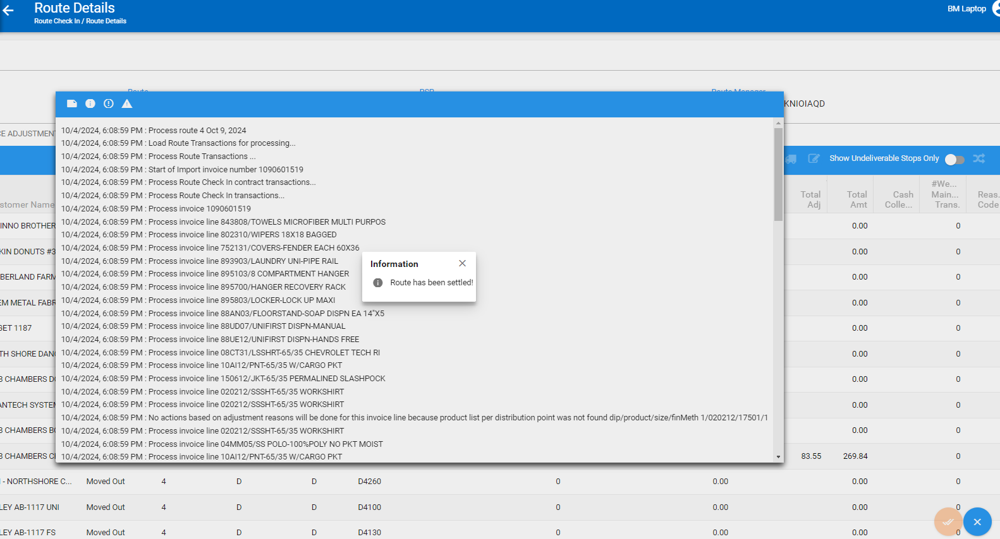 Route Details
Route Check In / Route Details
BM Laptop
KNIOIAQD
CE ADJUSTMENT
Show Undeliverable Stops Only
10/4/2024, 6:08:59 PM : Process route 4 Oct 9, 2024
10/4/2024, 6:08:59 PM : Load Route Transactions for processing...
10/4/2024, 6:08:59 PM : Process Route Transactions ...
10/4/2024, 6:08:59 PM : Start of Import invoice number 1090601519
10/4/2024, 6:08:59 PM : Process Route Check In contract transactions...
10/4/2024, 6:08:59 PM : Process Route Check In transactions...
10/4/2024, 6:08:59 PM : Process invoice 1090601519
10/4/2024, 6:08:59 PM : Process invoice line 843808/TOWELS MICROFIBER MULTI PURPOS
10/4/2024, 6:08:59 PM : Process invoice line 802310/WIPERS 18X18 BAGGED
10/4/2024, 6:08:59 PM : Process invoice line 752131/COVERS-FENDER EACH 60X36
10/4/2024, 6:08:59 PM : Process invoice line 893903/LAUNDRY UNI-PIPE RAIL
10/4/2024, 6:08:59 PM : Process invoice line 895103/8 COMPARTMENT HANGER
10/4/2024, 6:08:59 PM : Process invoice line 895700/HANGER RECOVERY RACK
10/4/2024, 6:08:59 PM : Process invoice line 895803/LOCKER-LOCK UP MAXI
10/4/2024, 6:08:59 PM : Process invoice line 88AN03/FLOORSTAND-SOAP DISPN EA 14"X5
10/4/2024, 6:08:59 PM : Process invoice line 88UD07/UNIFIRST DISPN-MANUAL
10/4/2024, 6:08:59 PM : Process invoice line 88UE12/UNIFIRST DISPN-HANDS FREE
10/4/2024, 6:08:59 PM : Process invoice line 08CT31/LSSHRT-65/35 CHEVROLET TECH RI
10/4/2024, 6:08:59 PM : Process invoice line 10AI12/PNT-65/35 W/CARGO PKT
10/4/2024, 6:08:59 PM : Process invoice line 150612/JKT-65/35 PERMALINED SLASHPOCK
10/4/2024, 6:08:59 PM : Process invoice line 020212/SSSHT-65/35 WORKSHIRT
10/4/2024, 6:08:59 PM : Process invoice line 020212/SSSHT-65/35 WORKSHIRT
10/4/2024, 6:08:59 PM : No actions based on adjustment reasons will be done for this invoice line because product list per distribution point was not found dip/product/size/finMeth 1/020212/17501/1
10/4/2024, 6:08:59 PM : Process invoice line 020212/SSSHT-65/35 WORKSHIRT
10/4/2024, 6:08:59 PM : Process invoice line 04MM05/SS POLO-100%POLY NO PKT MOIST
10/4/2024, 6:08:59 PM : Process invoice line 10AI12/PNT-65/35 W/CARGO PKT
Information
Route has been settled!
stomer Name Total Adj Total Amt Cash Colle... #We... Main... Trans. Reas. Code
INNO BROTHER 0.00 0
KIN DONUTS #3 0.00 0
BERLAND FARM 0.00 0
EM METAL FABR 0.00 0
GET 1187 0.00 0
TH SHORE DANC 0.00 0
B CHAMBERS DO 0.00 0
ANTECH SYSTEM 0.00 0
B CHAMBERS BO 0.00 0
B CHAMBERS CI 83.55 269.84 0
- NORTHSHORE C... Moved Out 4 D D D4260 0 0.00 0.00 0
LEY AB-1117 UNI Moved Out 4 D D D4100 0 0.00 0.00 0
LEY AB-1117 FS Moved Out 4 D D D4130 0 0.00 0.00 0